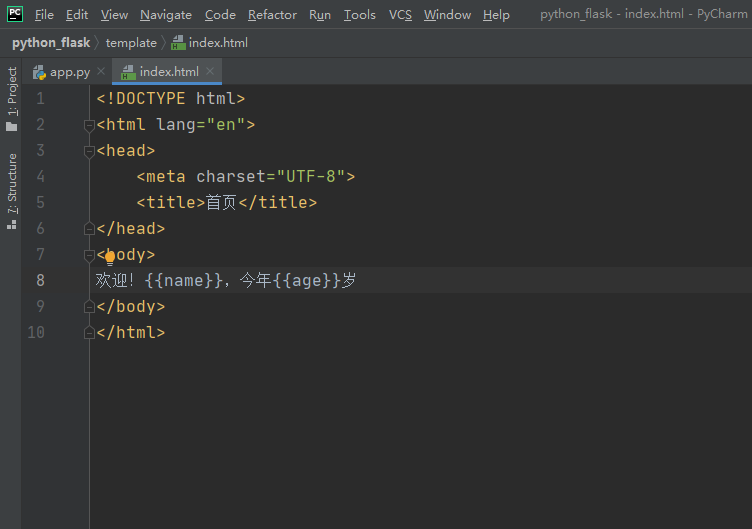 PC File Edit View Navigate Code Refactor Run Tools VCS Window Help python_flask - index.html - PyCharm
python_flask template index.html
1: Project
7: Structure
app.py index.html
1 <!DOCTYPE html>
2 <html lang="en">
3 <head>
4 <meta charset="UTF-8">
5 <title>首页</title>
6 </head>
7 <body>
8 欢迎! {{name}}, 今年{{age}}岁
9 </body>
10 </html>